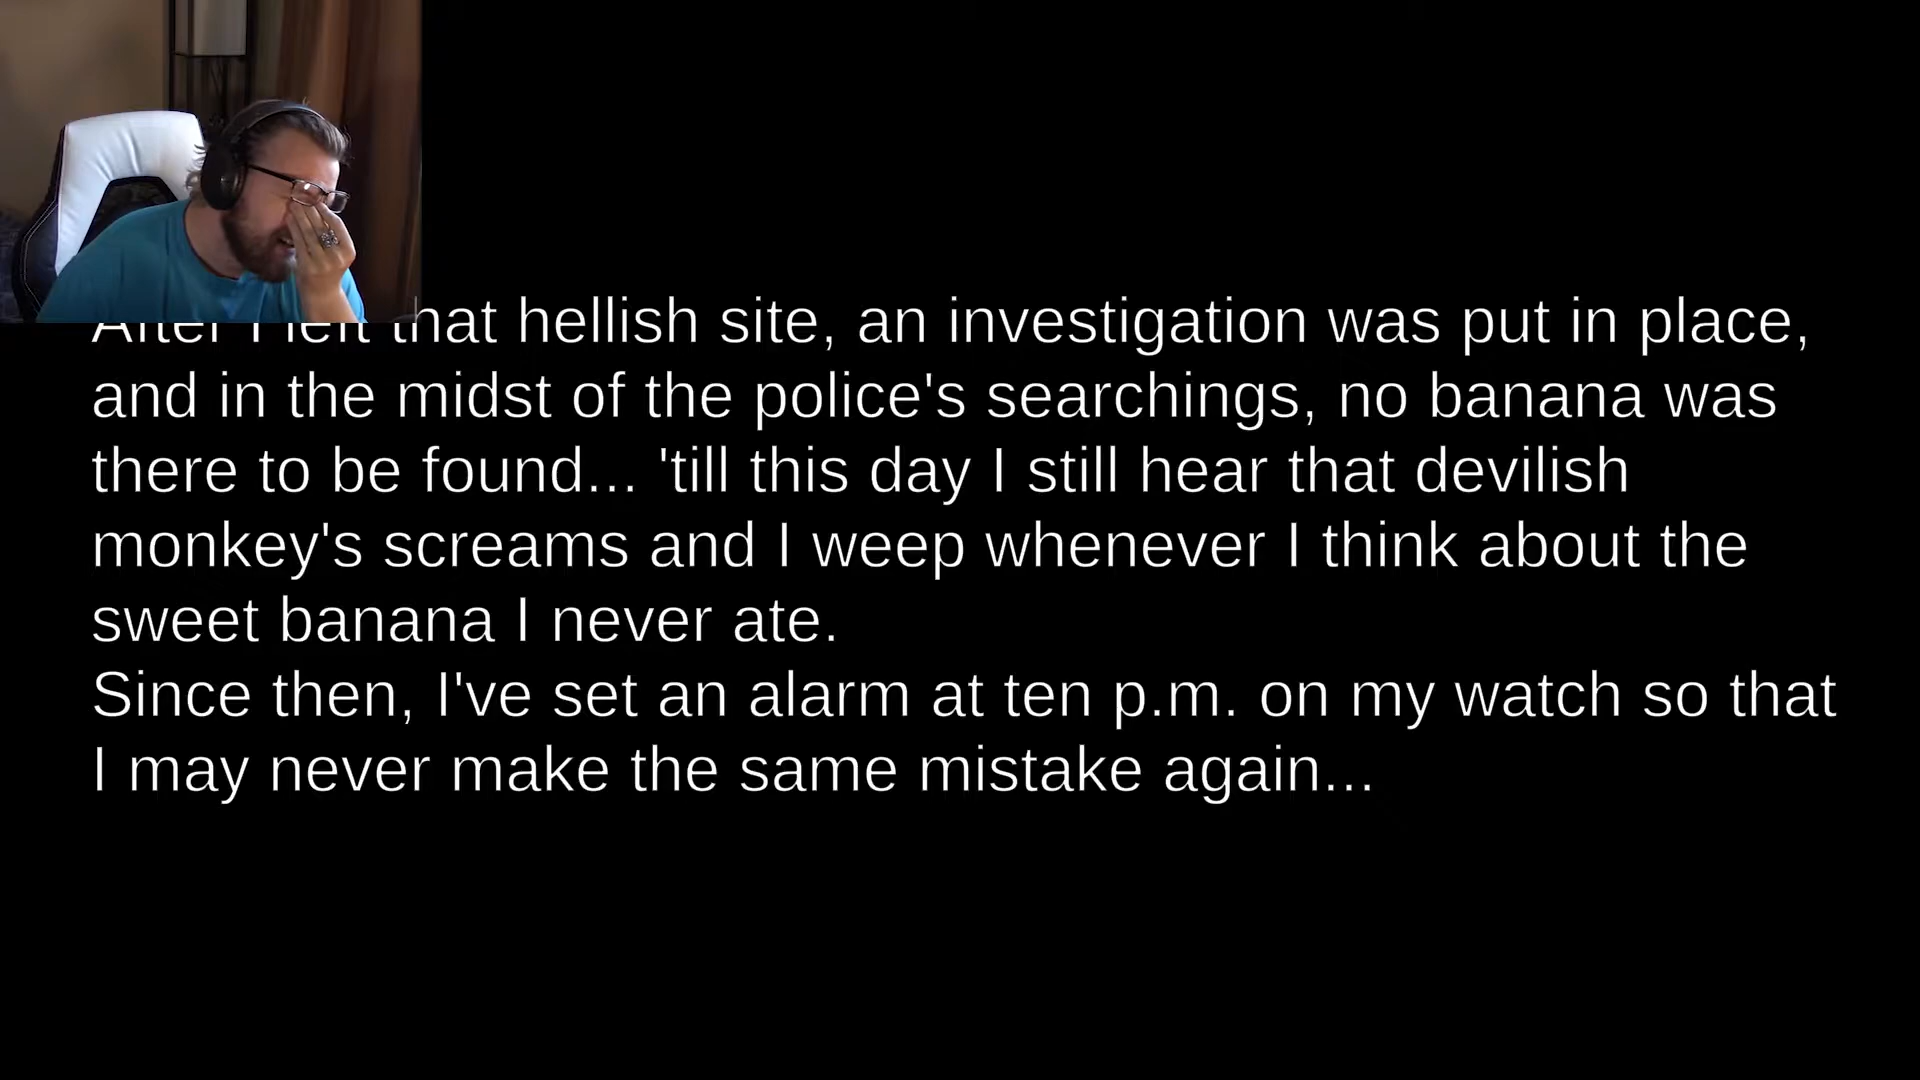 After I left that hellish site, an investigation was put in place,
and in the midst of the police's searchings, no banana was
there to be found... 'till this day I still hear that devilish
monkey's screams and I weep whenever I think about the
sweet banana I never ate.
Since then, I've set an alarm at ten p.m. on my watch so that
I may never make the same mistake again...